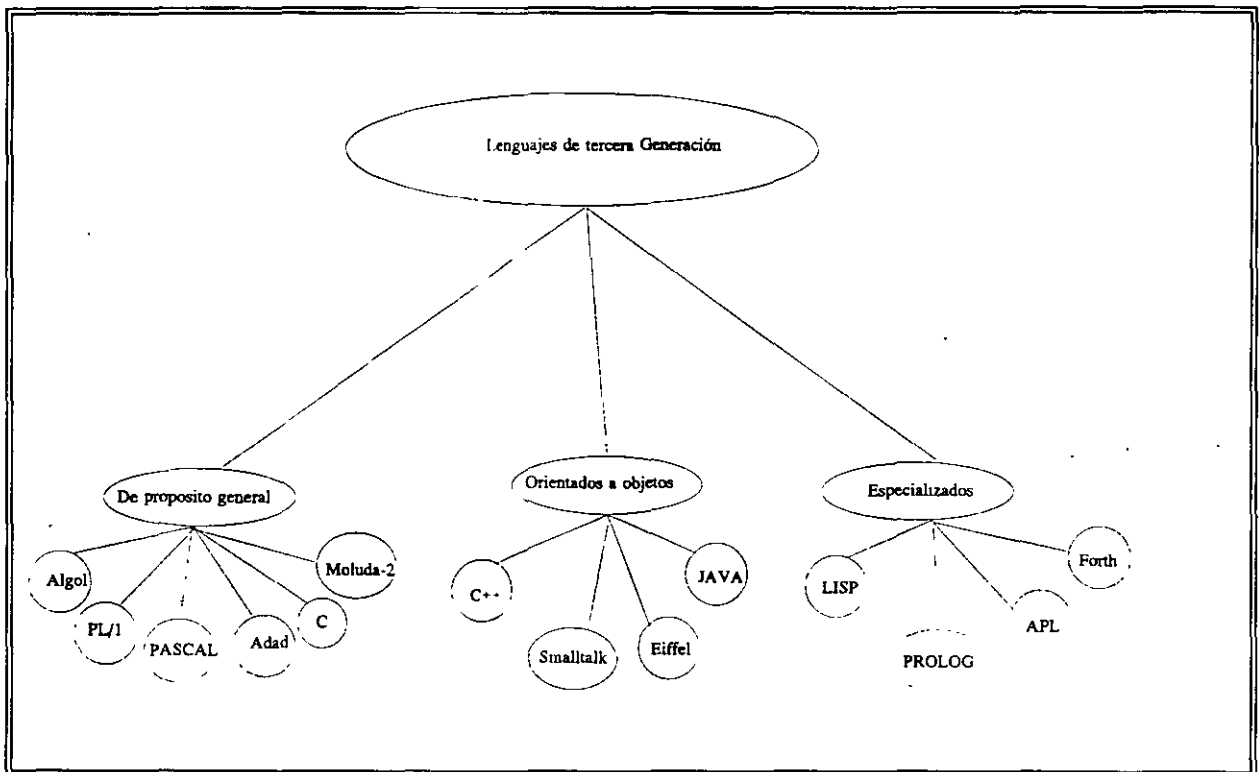 Lenguajes de tercera Generación
De proposito general
Orientados a objetos
Especializados
Algol
PL/1
PASCAL
Adad
C
Moluda-2
C++
Smalltalk
Eiffel
JAVA
LISP
PROLOG
APL
Forth